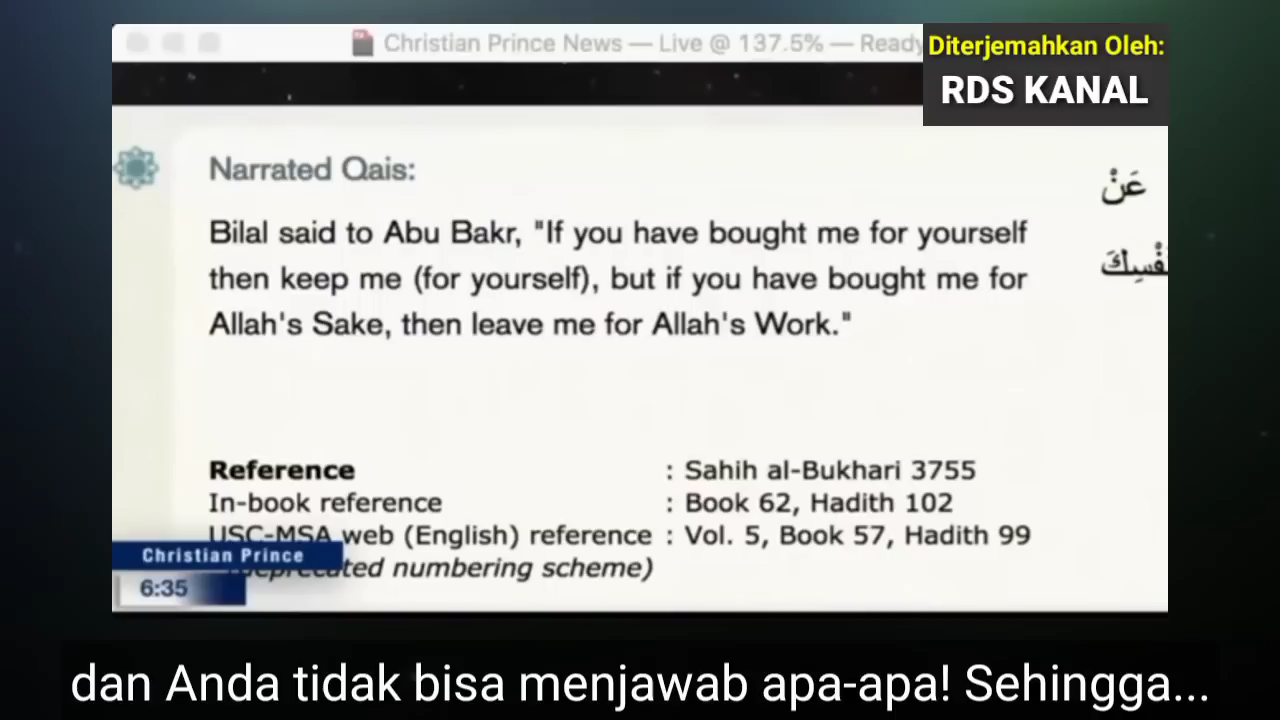 Christian Prince News — Live @ 137.5% — Ready
Diterjemahkan Oleh:
RDS KANAL
Narrated Qais:
عَنْ
Bilal said to Abu Bakr, "If you have bought me for yourself
then keep me (for yourself), but if you have bought me for
Allah's Sake, then leave me for Allah's Work."
Reference : Sahih al-Bukhari 3755
In-book reference : Book 62, Hadith 102
USC-MSA web (English) reference : Vol. 5, Book 57, Hadith 99
(deprecated numbering scheme)
Christian Prince
6:35
dan Anda tidak bisa menjawab apa-apa! Sehingga...